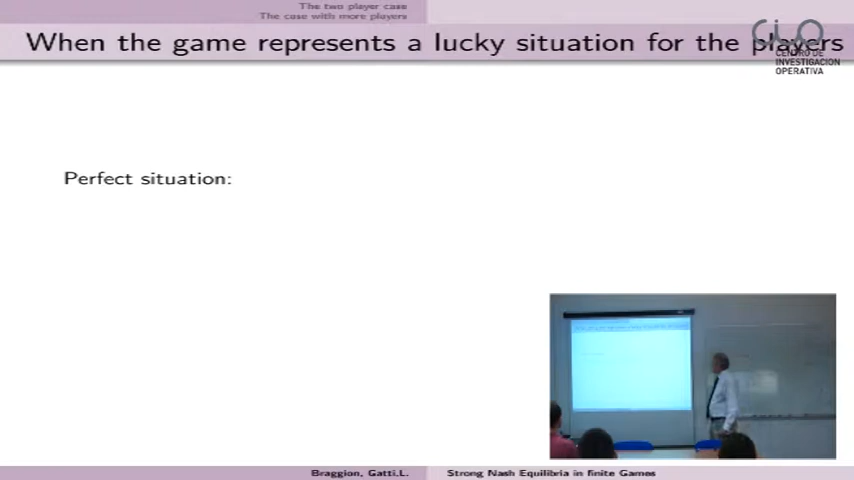 The two player case
The case with more players
When the game represents a lucky situation for the players
CENTRO DE
INVESTIGACION
OPERATIVA
Perfect situation:
Braggion, Gatti,L.
Strong Nash Equilibria in finite Games